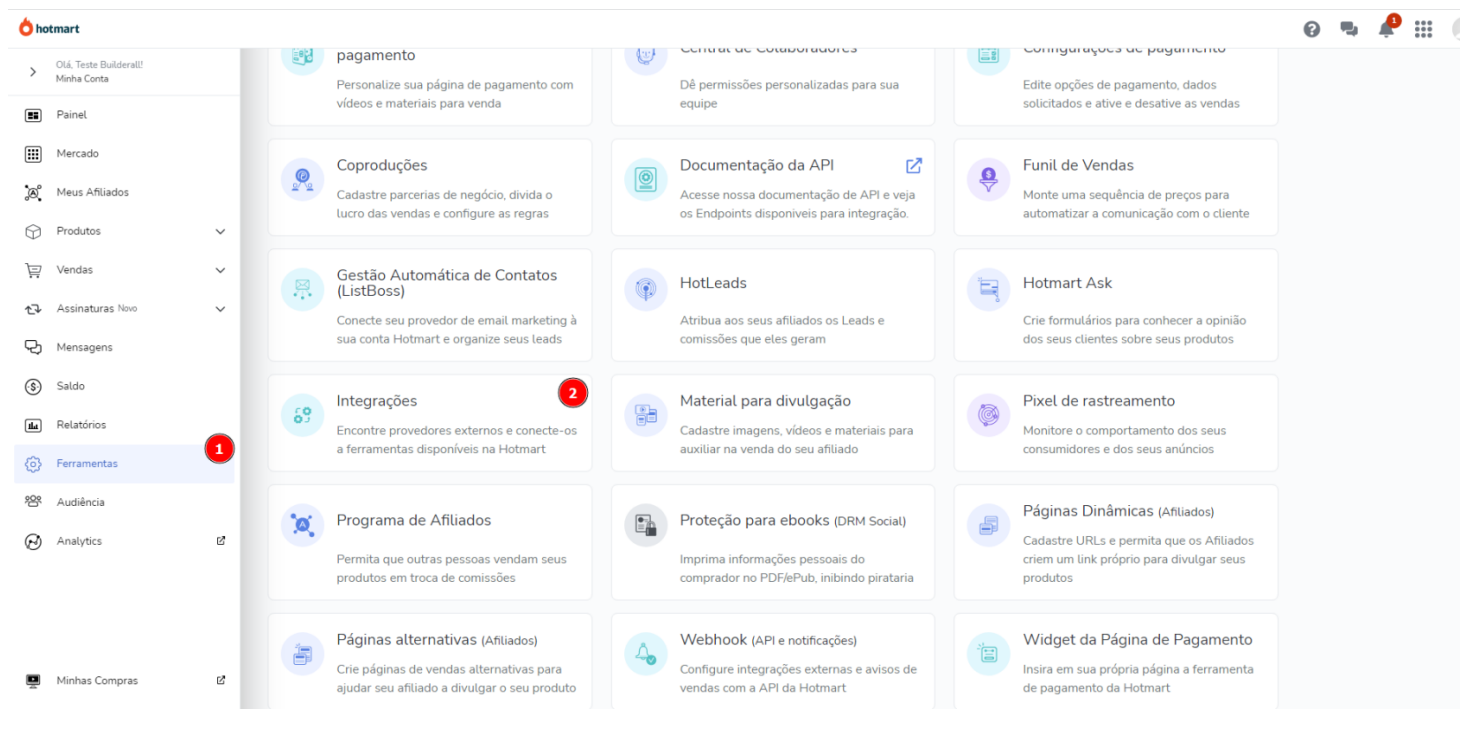 hotmart
1
Olá, Teste Builderall!
Minha Conta
Painel
Mercado
Meus Afiliados
Produtos
Vendas
Assinaturas Novo
Mensagens
Saldo
Relatórios
1
Ferramentas
Audiência
Analytics
Minhas Compras
pagamento
Personalize sua página de pagamento com
vídeos e materiais para venda
Central de Colaboradores
Dê permissões personalizadas para sua
equipe
Configurações de pagamento
Edite opções de pagamento, dados
solicitados e ative e desative as vendas
Coproduções
Cadastre parcerias de negócio, divida o
lucro das vendas e configure as regras
Documentação da API
Acesse nossa documentação de API e veja
os Endpoints disponiveis para integração.
Funil de Vendas
Monte uma sequência de preços para
automatizar a comunicação com o cliente
Gestão Automática de Contatos
(ListBoss)
Conecte seu provedor de email marketing à
sua conta Hotmart e organize seus leads
HotLeads
Atribua aos seus afiliados os Leads e
comissões que eles geram
Hotmart Ask
Crie formulários para conhecer a opinião
dos seus clientes sobre seus produtos
Integrações
2
Encontre provedores externos e conecte-os
a ferramentas disponíveis na Hotmart
Material para divulgação
Cadastre imagens, vídeos e materiais para
auxiliar na venda do seu afiliado
Pixel de rastreamento
Monitore o comportamento dos seus
consumidores e dos seus anúncios
Programa de Afiliados
Permita que outras pessoas vendam seus
produtos em troca de comissões
Proteção para ebooks (DRM Social)
Imprima informações pessoais do
comprador no PDF/ePub, inibindo pirataria
Páginas Dinâmicas (Afiliados)
Cadastre URLs e permita que os Afiliados
criem um link próprio para divulgar seus
produtos
Páginas alternativas (Afiliados)
Crie páginas de vendas alternativas para
ajudar seu afiliado a divulgar o seu produto
Webhook (API e notificações)
Configure integrações externas e avisos de
vendas com a API da Hotmart
Widget da Página de Pagamento
Insira em sua própria página a ferramenta
de pagamento da Hotmart